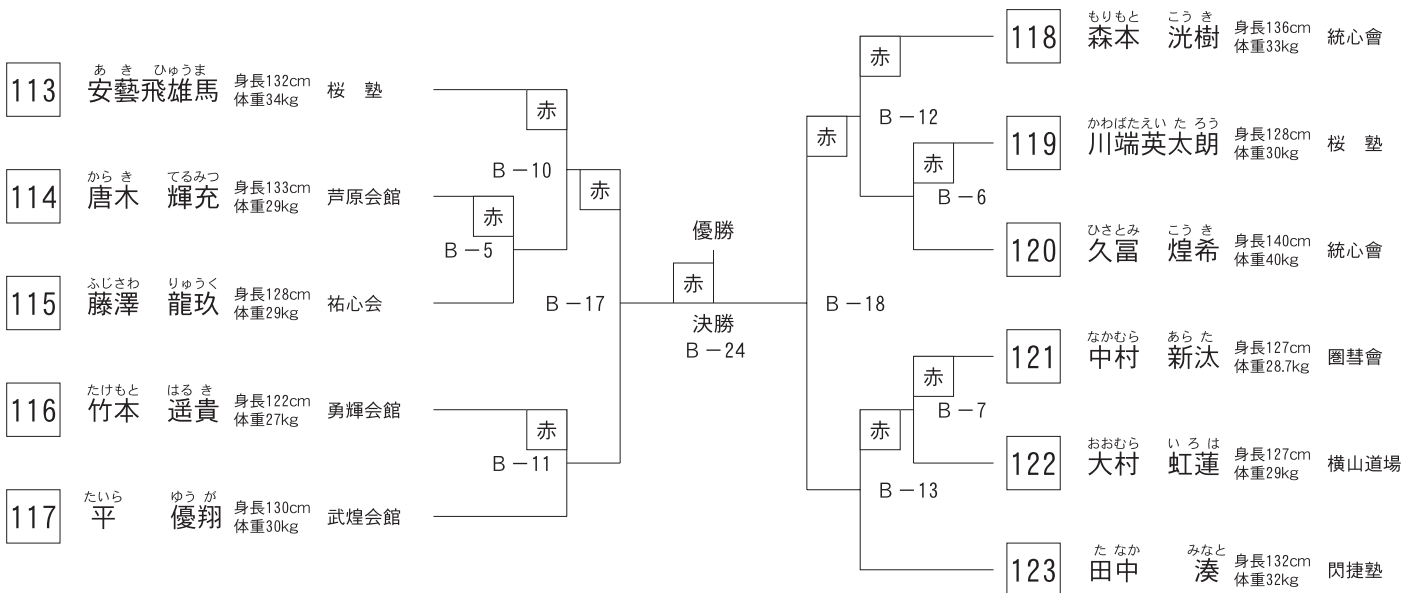 113
あ き ひゅうま
安藝飛雄馬
身長132cm
体重34kg
桜 塾
114
から き てるみつ
唐木 輝充
身長133cm
体重29kg
芦原会館
115
ふじさわ りゅうく
藤澤 龍玖
身長128cm
体重29kg
祐心会
116
たけもと はる き
竹本 遥貴
身長122cm
体重27kg
勇輝会館
117
たいら ゆう が
平 優翔
身長130cm
体重30kg
武煌会館
赤
B-10
赤
B-5
赤
B-17
赤
B-11
優勝
赤
決勝
B-24
赤
B-18
赤
B-12
赤
B-6
赤
B-7
赤
B-13
118
もりもと こう き
森本 洸樹
身長136cm
体重33kg
統心會
119
かわばたえい た ろう
川端英太朗
身長128cm
体重30kg
桜 塾
120
ひさとみ こう き
久冨 煌希
身長140cm
体重40kg
統心會
121
なかむら あら た
中村 新汰
身長127cm
体重28.7kg
圏彗會
122
おおむら い ろ は
大村 虹蓮
身長127cm
体重29kg
横山道場
123
た なか みなと
田中 湊
身長132cm
体重32kg
閃捷塾